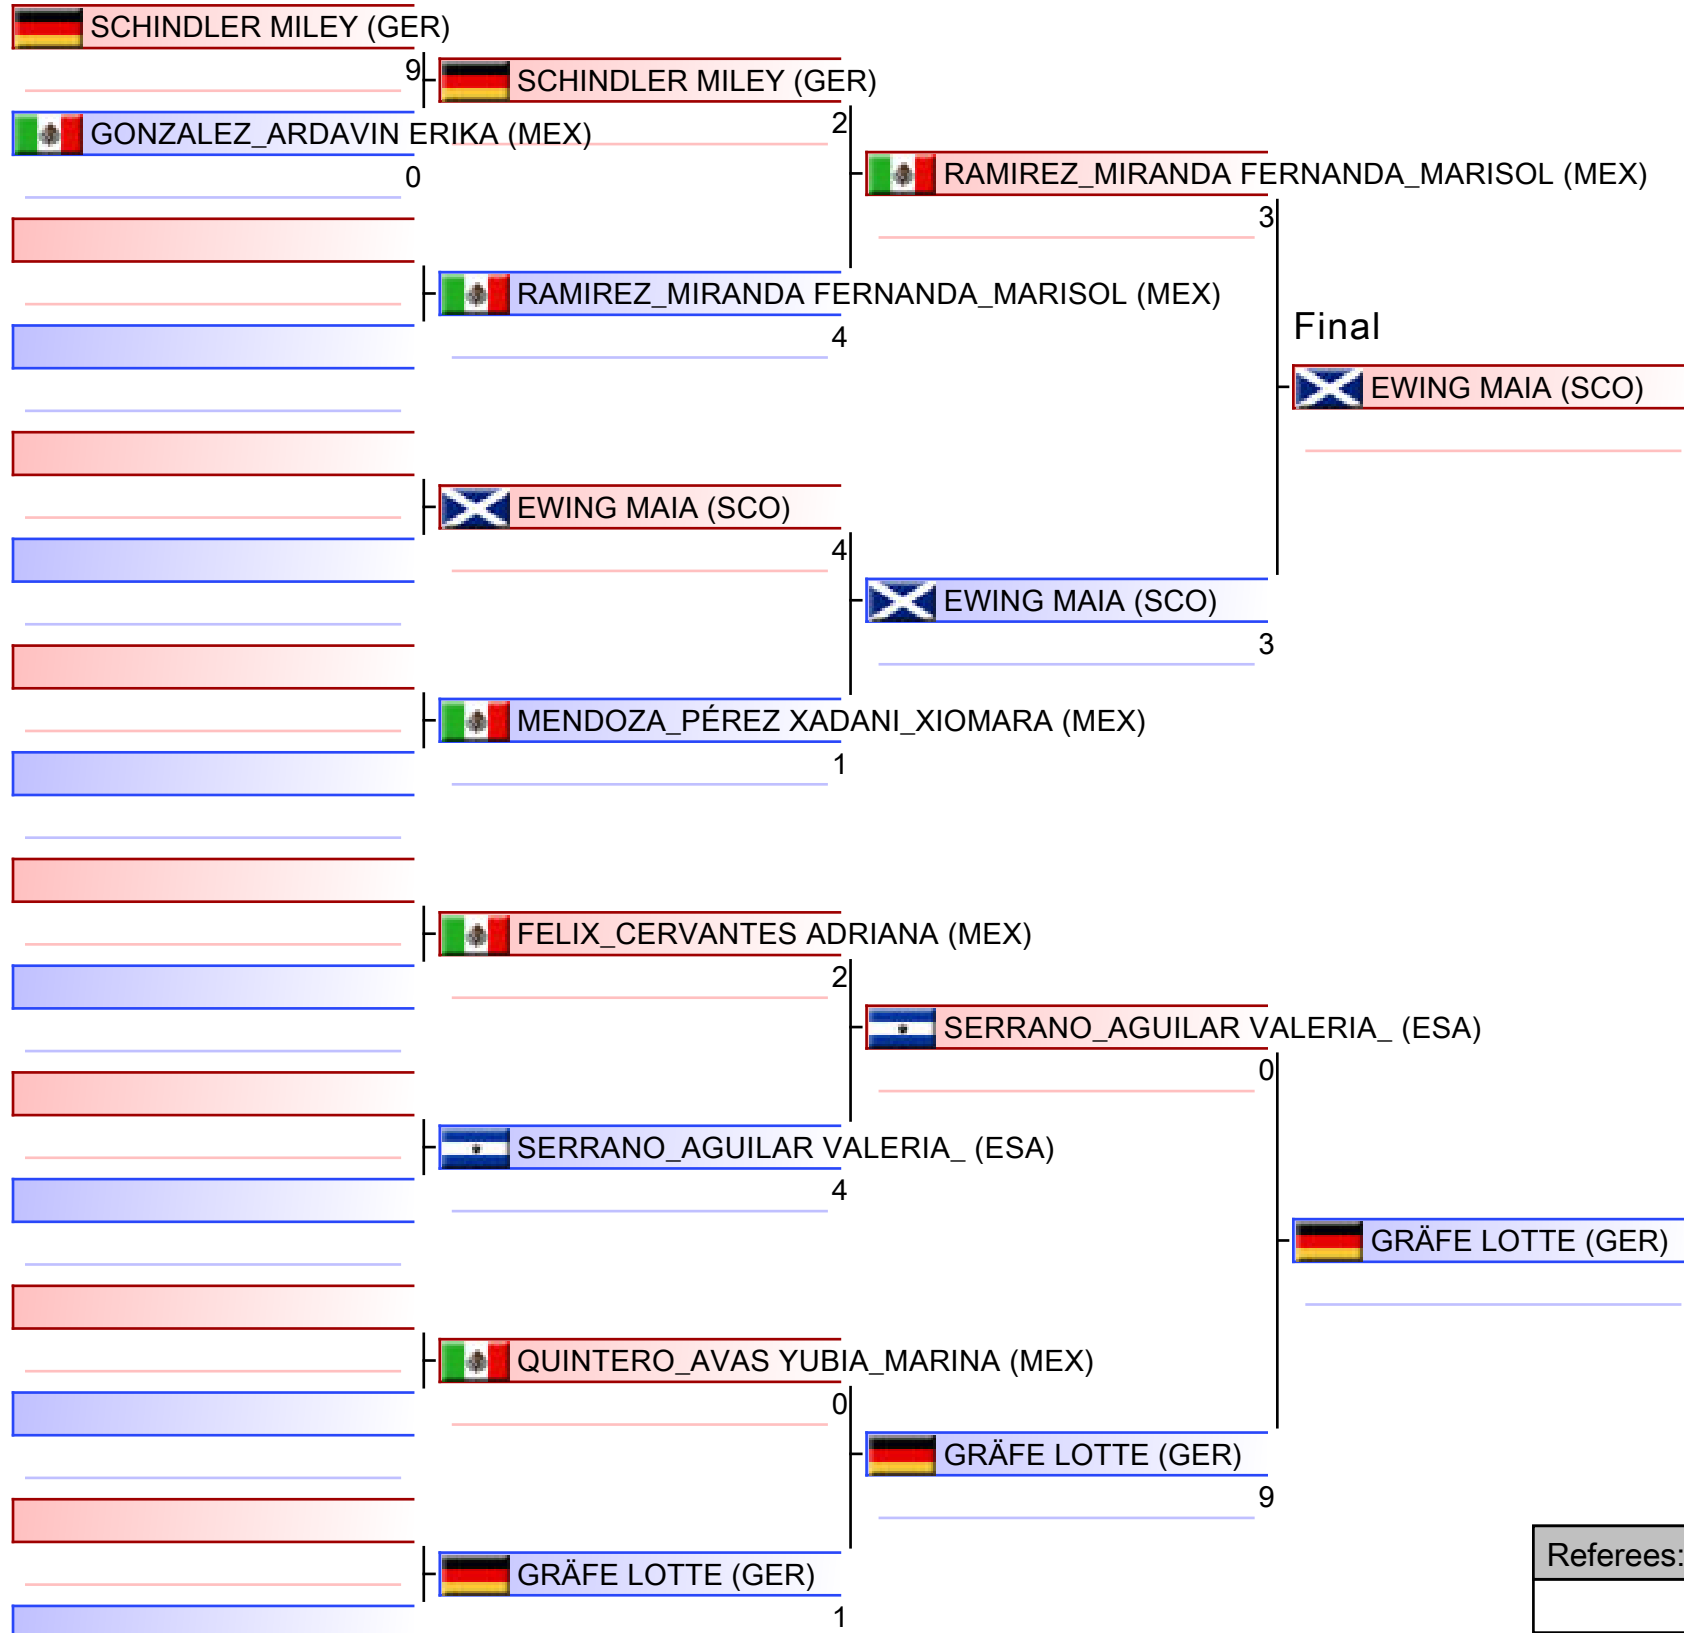 SCHINDLER MILEY (GER)
9
SCHINDLER MILEY (GER)
GONZALEZ_ARDAVIN ERIKA (MEX)
2
0
RAMIREZ_MIRANDA FERNANDA_MARISOL (MEX)
3
RAMIREZ_MIRANDA FERNANDA_MARISOL (MEX)
4
Final
EWING MAIA (SCO)
EWING MAIA (SCO)
4
EWING MAIA (SCO)
3
MENDOZA_PÉREZ XADANI_XIOMARA (MEX)
1
FELIX_CERVANTES ADRIANA (MEX)
2
SERRANO_AGUILAR VALERIA_ (ESA)
0
SERRANO_AGUILAR VALERIA_ (ESA)
4
GRÄFE LOTTE (GER)
QUINTERO_AVAS YUBIA_MARINA (MEX)
0
GRÄFE LOTTE (GER)
9
Referees:
GRÄFE LOTTE (GER)
1